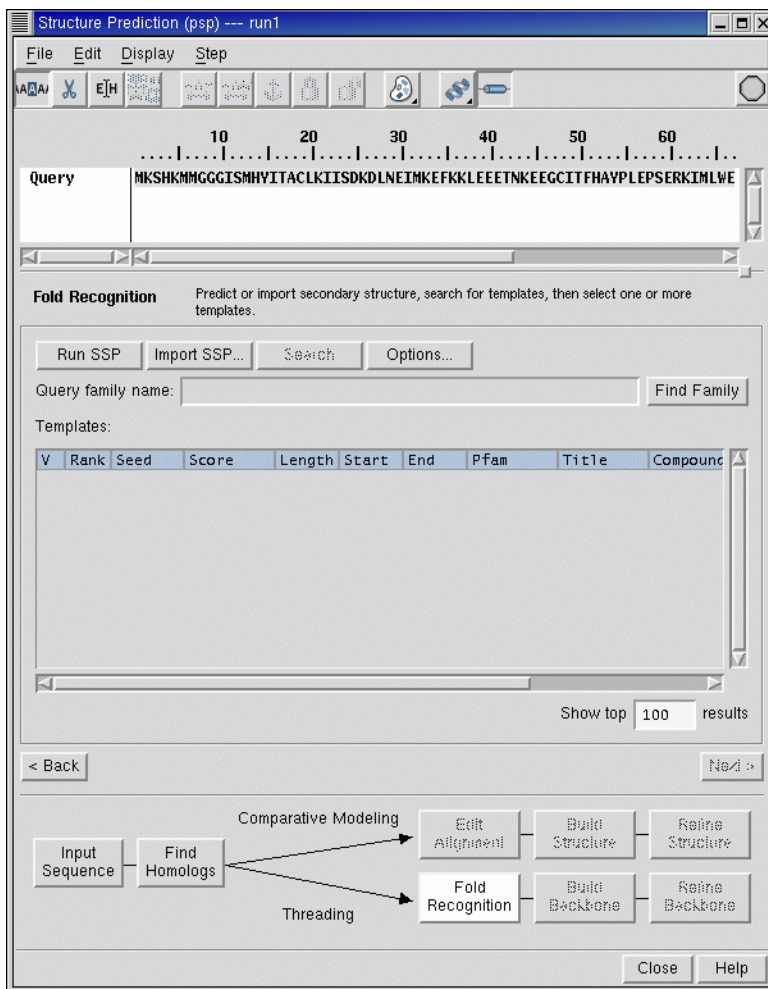 Structure Prediction (psp) --- run1
File Edit Display Step
10 20 30 40 50 60
Query MKSHKMMGGGISMHYITACLKIISDKDLNEIMKEFKKLEEETNKEEGCITFHAYPLEPSERKIMLWE
Fold Recognition Predict or import secondary structure, search for templates, then select one or more
templates.
Run SSP Import SSP... Search Options...
Query family name: Find Family
Templates:
V Rank Seed Score Length Start End Pfam Title Compound
Show top 100 results
< Back Next >
Comparative Modeling
Input Sequence Find Homologs
Edit Alignment Build Structure Refine Structure
Fold Recognition Build Backbone Refine Backbone
Threading
Close Help